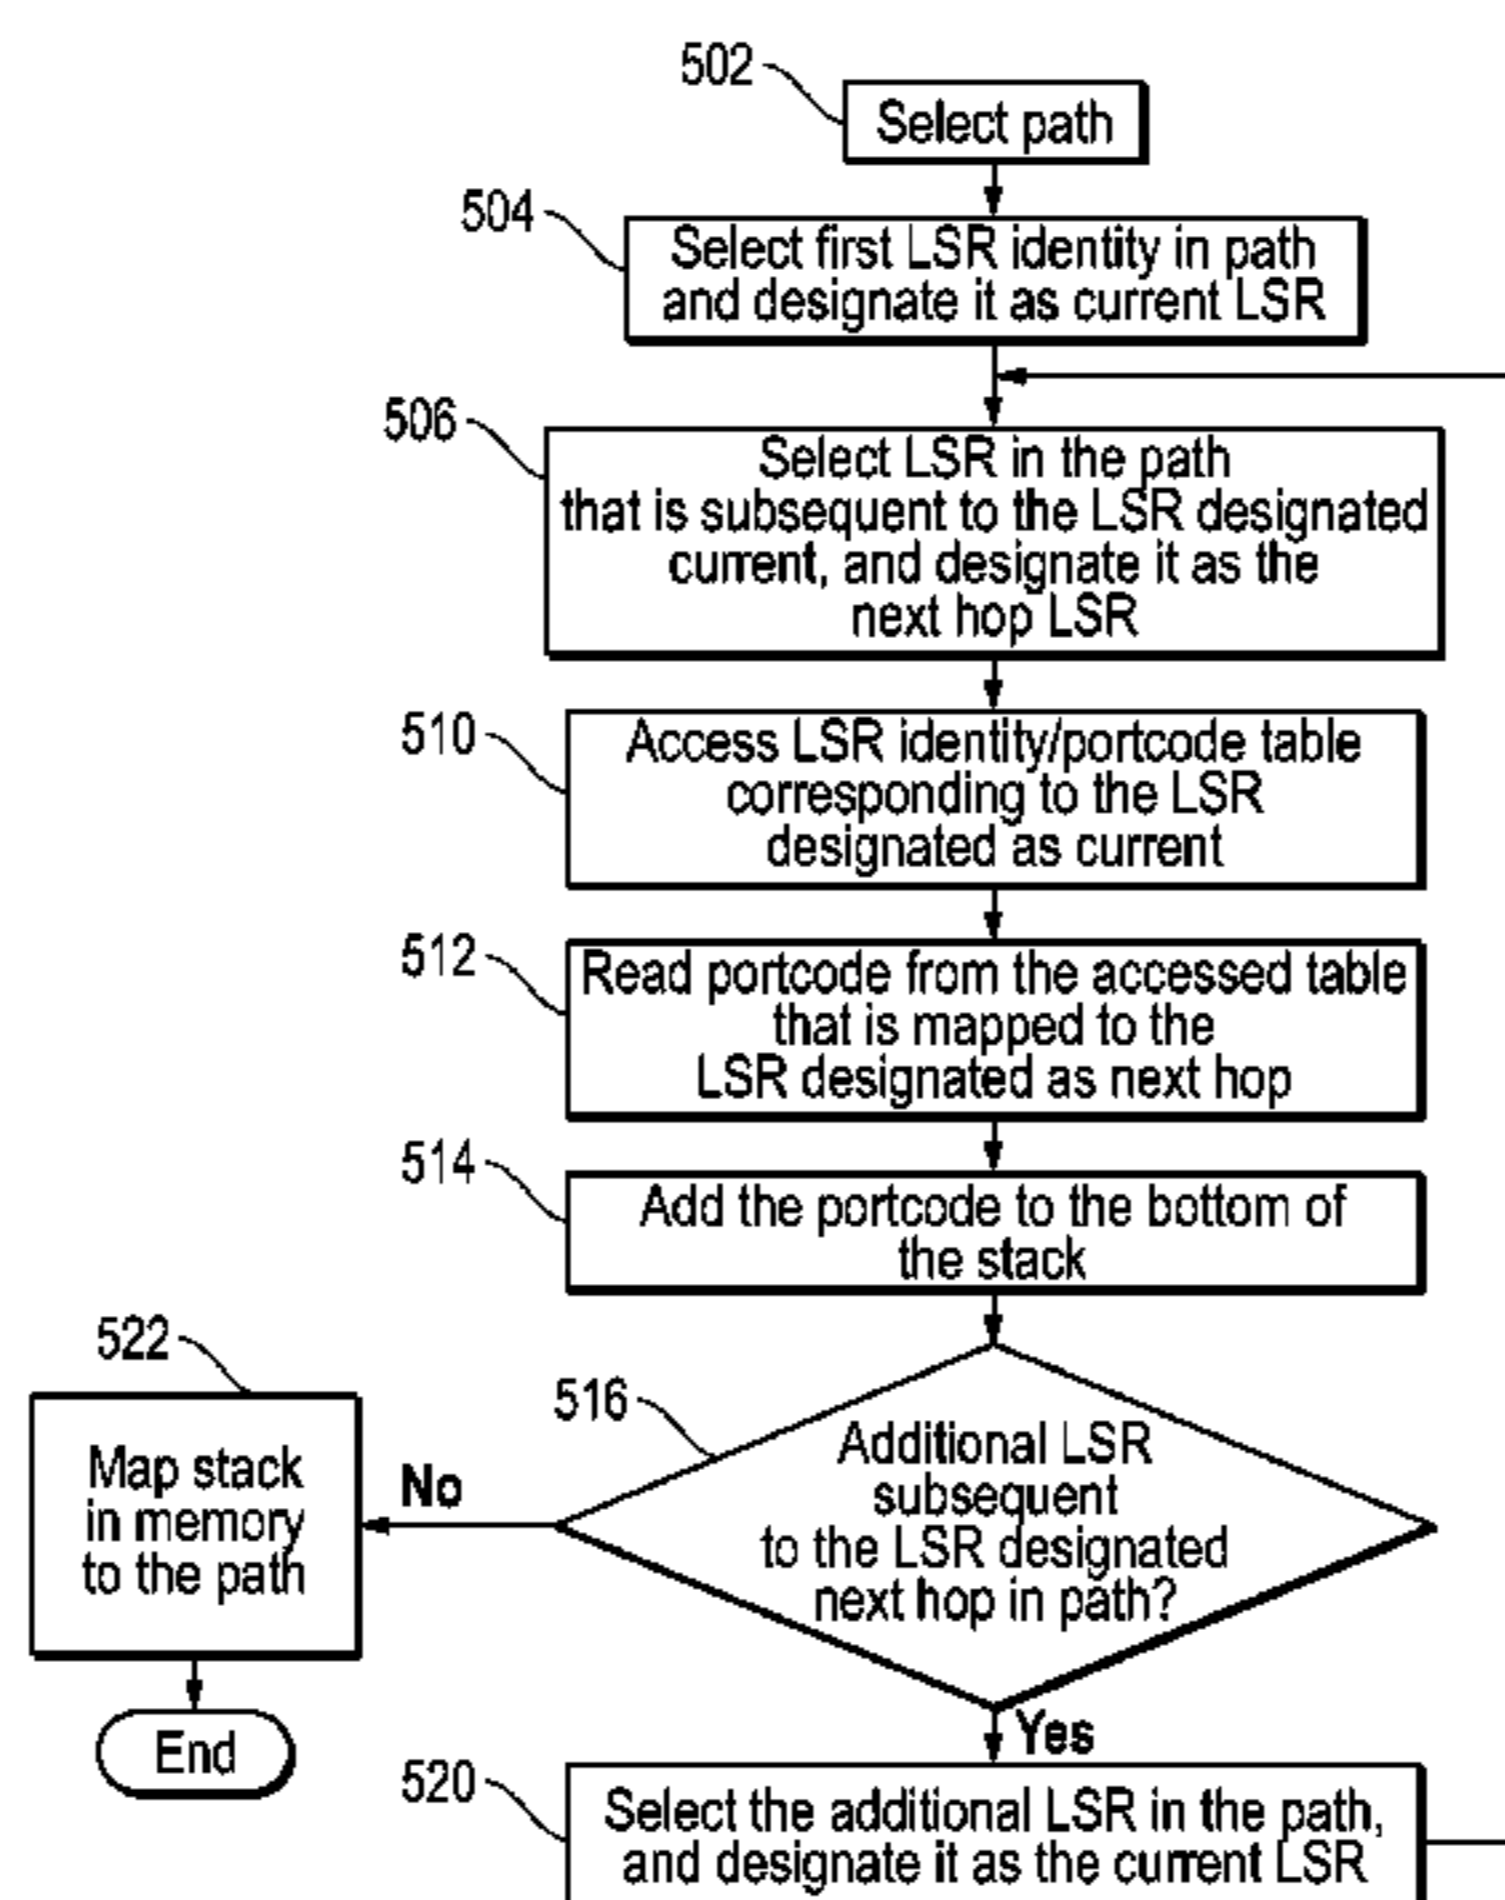 502
Select path
504
Select first LSR identity in path
and designate it as current LSR
506
Select LSR in the path
that is subsequent to the LSR designated
current, and designate it as the
next hop LSR
510
Access LSR identity/portcode table
corresponding to the LSR
designated as current
512
Read portcode from the accessed table
that is mapped to the
LSR designated as next hop
514
Add the portcode to the bottom of
the stack
522
Map stack
in memory
to the path
No
516
Additional LSR
subsequent
to the LSR designated
next hop in path?
End
Yes
520
Select the additional LSR in the path,
and designate it as the current LSR